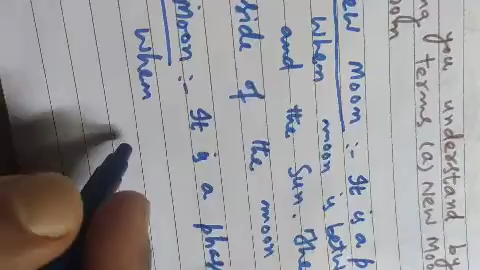 ng you understand by
g terms (a) New Moo
oon
ew Moon :- It is a p
When moon is betw
and the Sun. The
side of the moon
Moon :- It is a phas
when